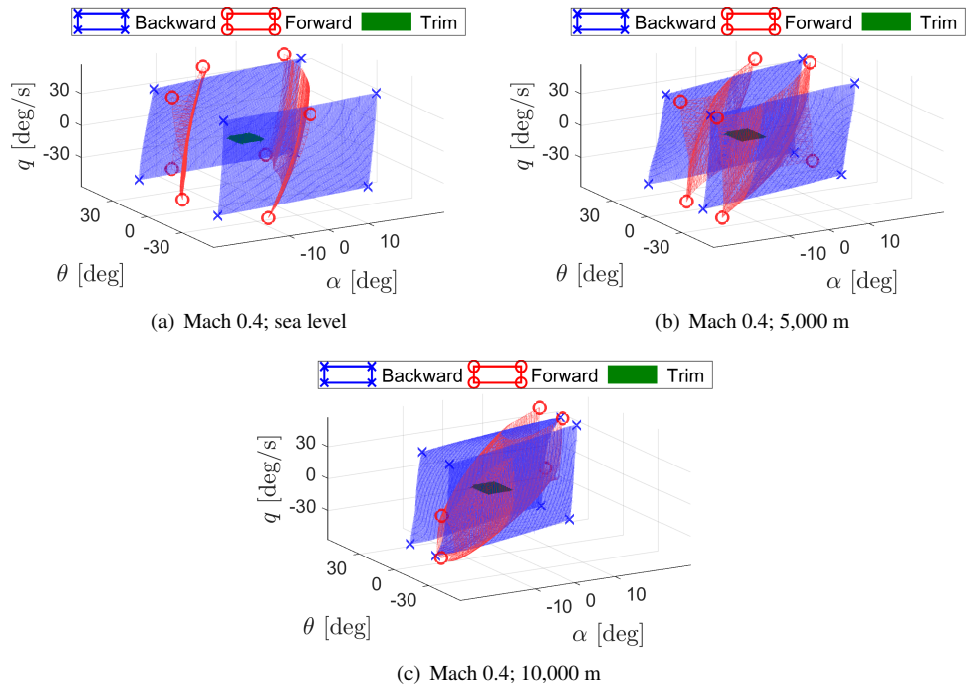 Backward Forward Trim
30
0
-30
q [deg/s]
30
0
-30
θ [deg]
-10 0 10
α [deg]
(a) Mach 0.4; sea level
Backward Forward Trim
30
0
-30
q [deg/s]
30
0
-30
θ [deg]
-10 0 10
α [deg]
(b) Mach 0.4; 5,000 m
Backward Forward Trim
30
0
-30
q [deg/s]
30
0
-30
θ [deg]
-10 0 10
α [deg]
(c) Mach 0.4; 10,000 m